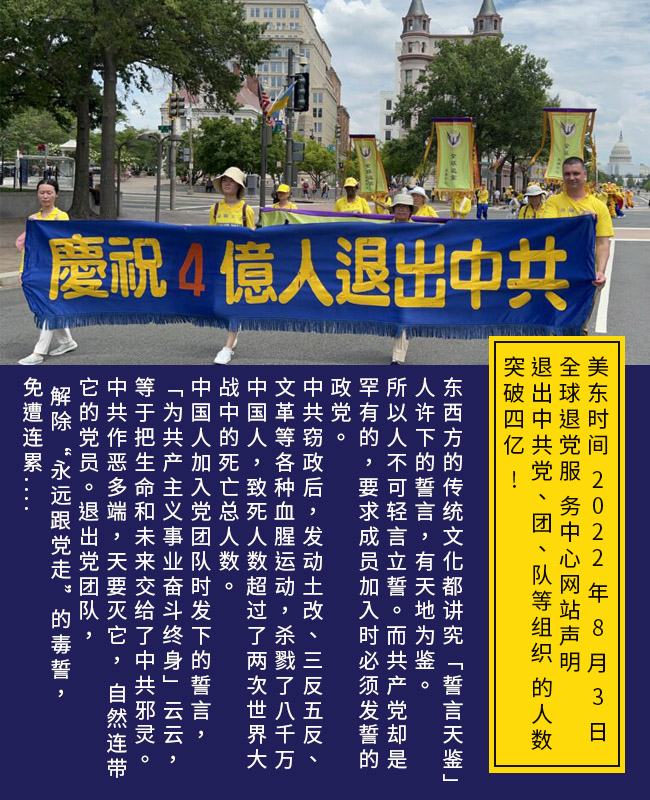 慶祝4億人退出中共
全球退黨
美东时间 2022年8月3日
全球退党服 务中心网站声明
退出中共党、团、队等组织 的人数
突破四亿！
东西方的传统文化都讲究「誓言天鉴」
人许下的誓言，有天地为鉴。
所以人不可轻言立誓。而共产党却是
罕有的，要求成员加入时必须发誓的
政党。
中共窃政后，发动土改、三反五反、
文革等各种血腥运动，杀戮了八千万
中国人，致死人数超过了两次世界大
战中的死亡总人数。
中国人加入党团队时发下的誓言，
「为共产主义事业奋斗终身」云云，
等于把生命和未来交给了中共邪灵。
中共作恶多端，天要灭它，自然连带
它的党员。退出党团队，
解除“永远跟党走”的毒誓，
免遭连累....